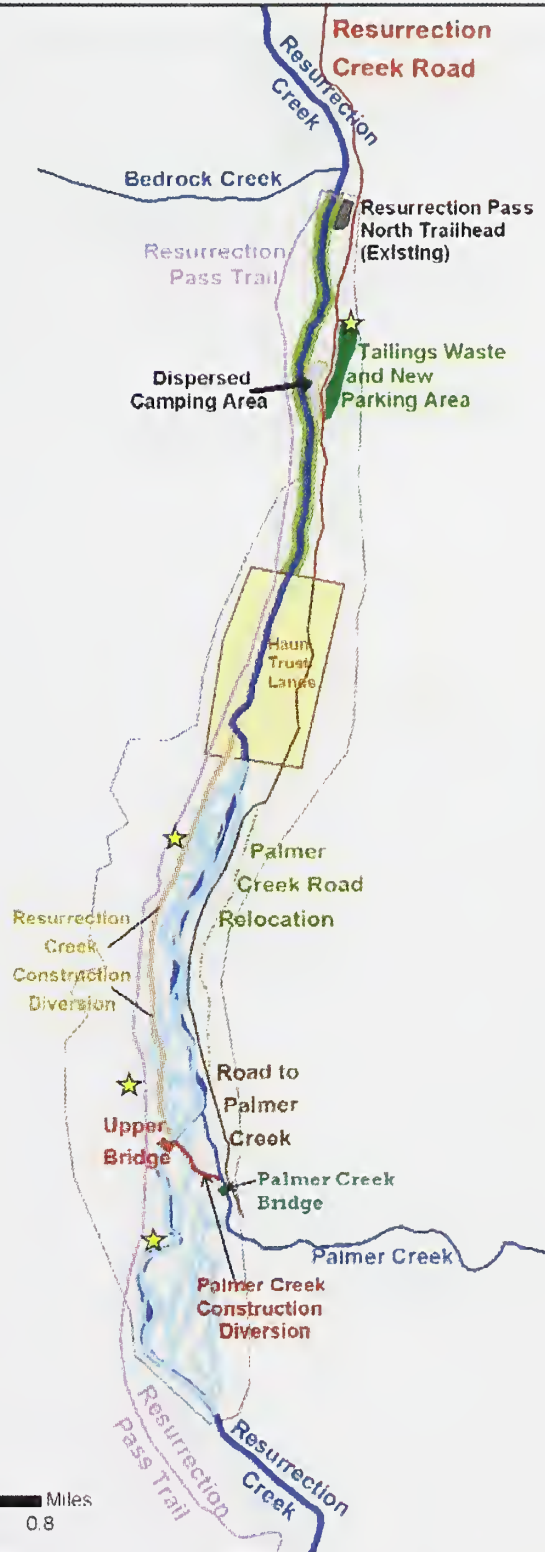 Resurrection
Creek Road
Resurrection
Creek
Bedrock Creek
Resurrection Pass
North Trailhead
(Existing)
Resurrection
Pass Trail
Tailings Waste
and New
Parking Area
Dispersed
Camping Area
Haun
Trust
Lands
Palmer
Creek Road
Relocation
Resurrection
Creek
Construction
Diversion
Road to
Palmer
Creek
Upper
Bridge
Palmer Creek
Bridge
Palmer Creek
Palmer Creek
Construction
Diversion
Resurrection
Pass Trail
Resurrection
Creek
Miles
0.8